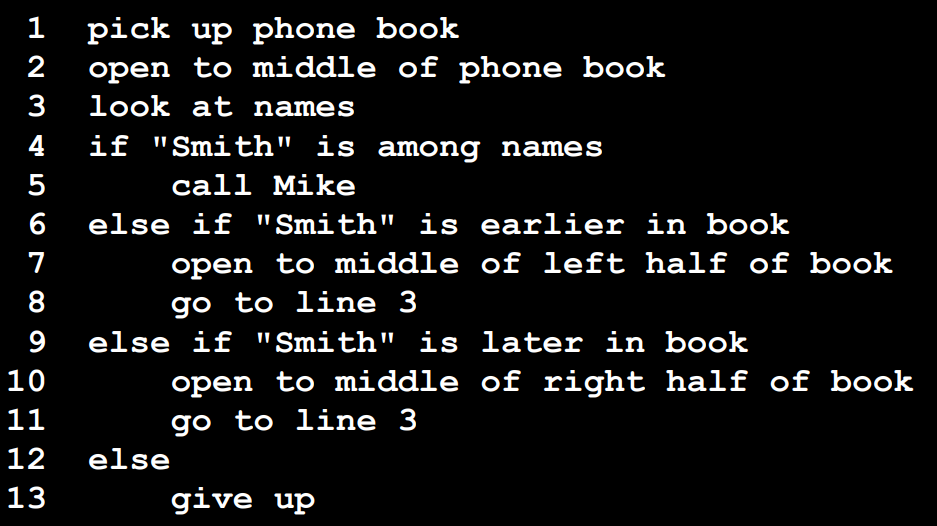 1 pick up phone book
2 open to middle of phone book
3 look at names
4 if "Smith" is among names
5 call Mike
6 else if "Smith" is earlier in book
7 open to middle of left half of book
8 go to line 3
9 else if "Smith" is later in book
10 open to middle of right half of book
11 go to line 3
12 else
13 give up